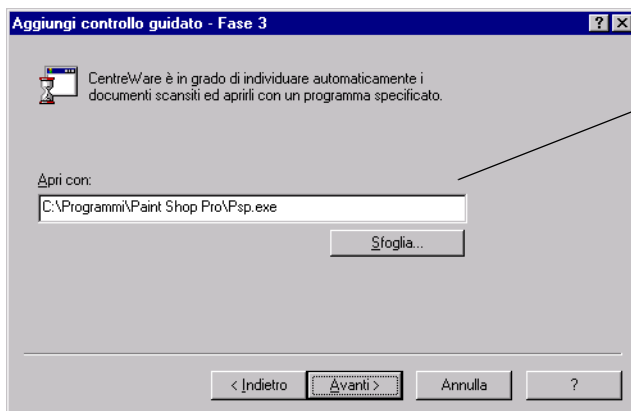 Aggiungi controllo guidato - Fase 3
CentreWare è in grado di individuare automaticamente i
documenti scansiti ed aprirli con un programma specificato.
Apri con:
C:\Programmi\Paint Shop Pro\Psp.exe
Sfoglia...
< Indietro
Avanti >
Annulla
?